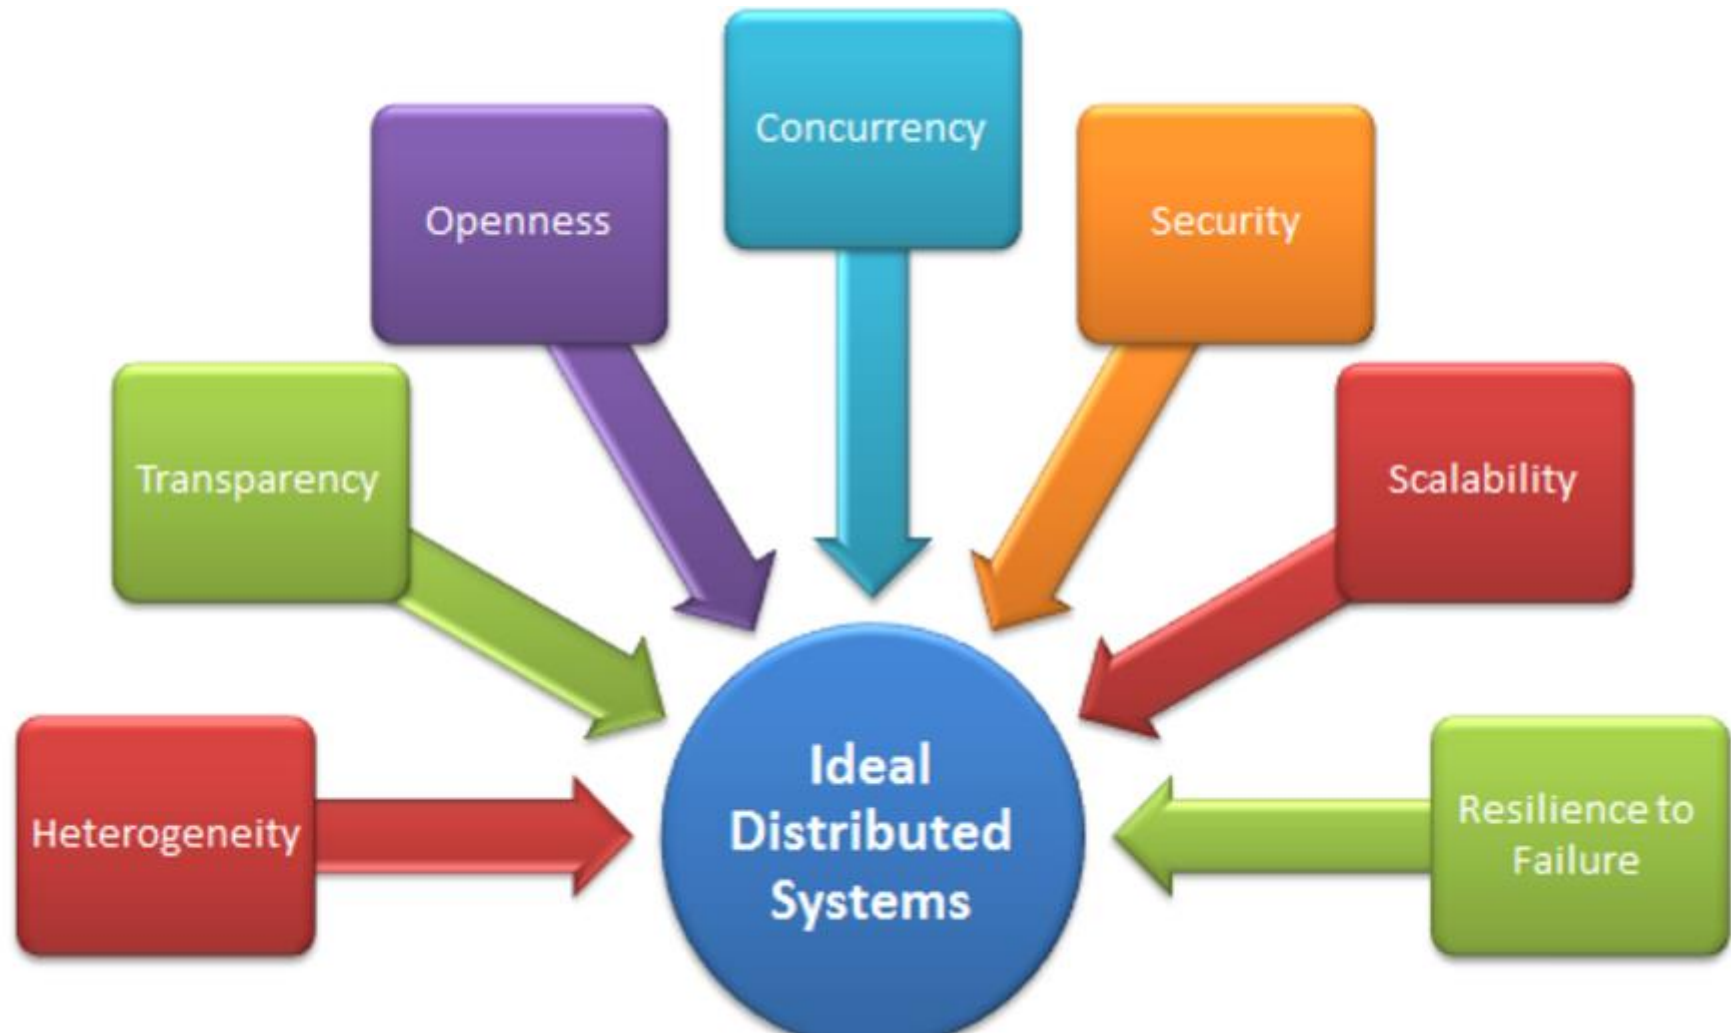 Concurrency
Openness
Security
Transparency
Scalability
Heterogeneity
Ideal
Distributed
Systems
Resilience to
Failure